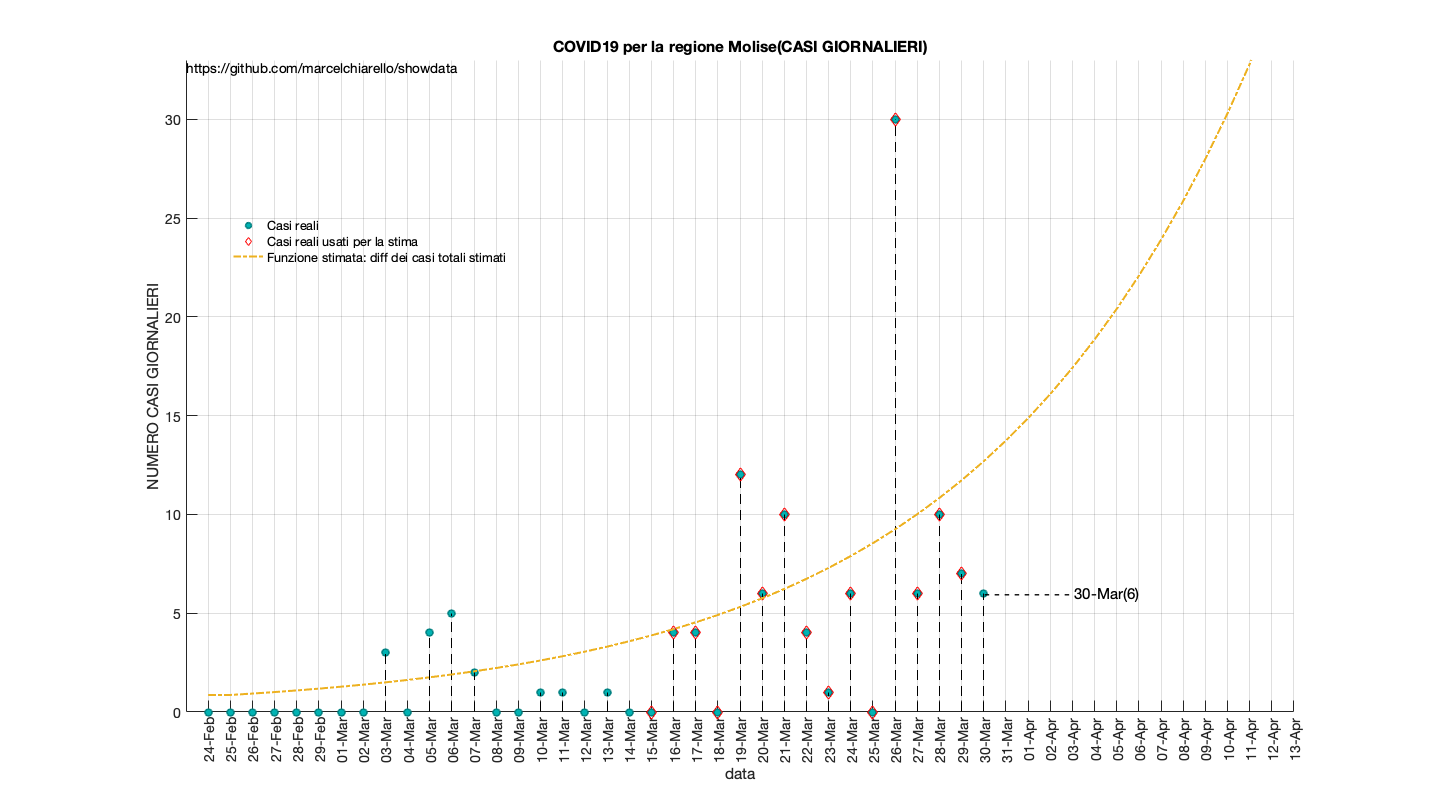 COVID19 per la regione Molise(CASI GIORNALIERI)
https://github.com/marcelchiarello/showdata
30
25
20
15
10
5
0
NUMERO CASI GIORNALIERI
Casi reali
Casi reali usati per la stima
Funzione stimata: diff dei casi totali stimati
30-Mar(6)
24-Feb
25-Feb
26-Feb
27-Feb
28-Feb
29-Feb
01-Mar
02-Mar
03-Mar
04-Mar
05-Mar
06-Mar
07-Mar
08-Mar
09-Mar
10-Mar
11-Mar
12-Mar
13-Mar
14-Mar
15-Mar
16-Mar
17-Mar
18-Mar
19-Mar
20-Mar
21-Mar
22-Mar
23-Mar
24-Mar
25-Mar
26-Mar
27-Mar
28-Mar
29-Mar
30-Mar
31-Mar
01-Apr
02-Apr
03-Apr
04-Apr
05-Apr
06-Apr
07-Apr
08-Apr
09-Apr
10-Apr
11-Apr
12-Apr
13-Apr
data